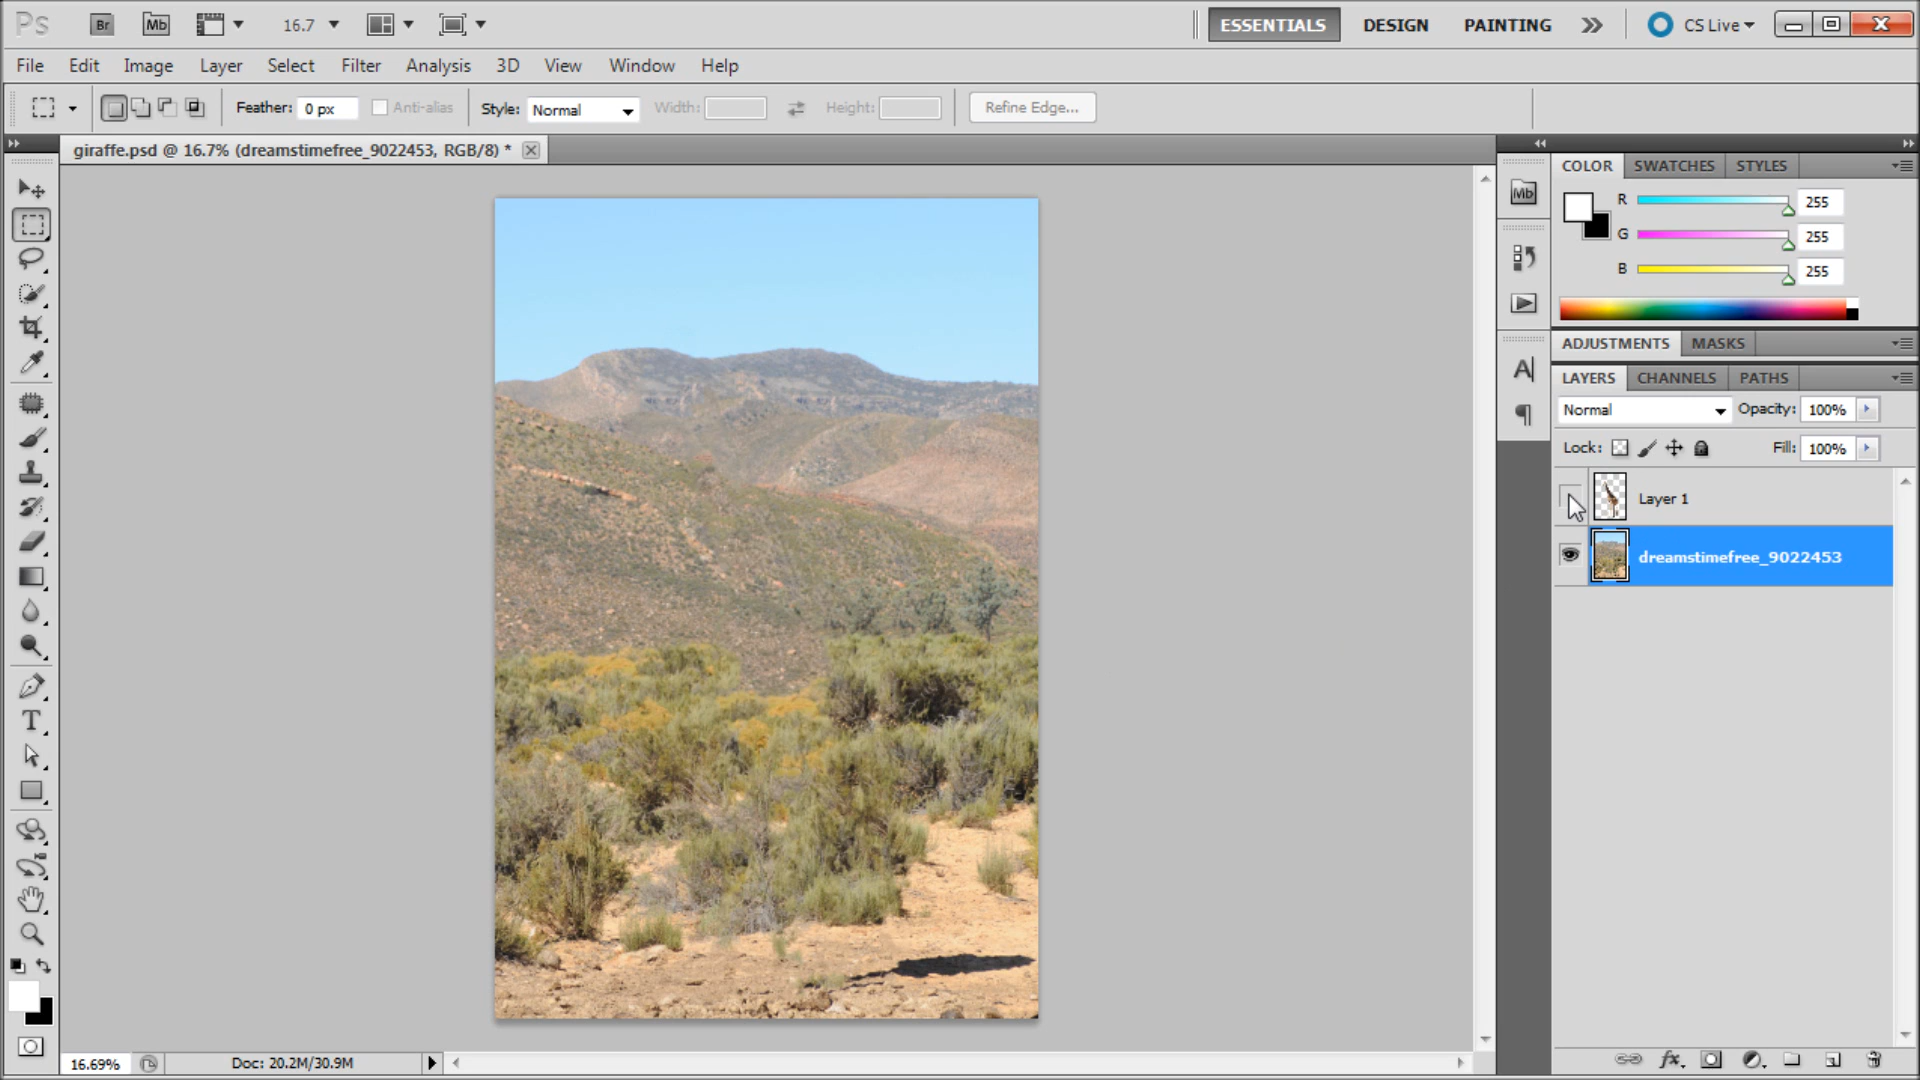 Ps Br Mb 16.7 ESSENTIALS DESIGN PAINTING CS Live
File Edit Image Layer Select Filter Analysis 3D View Window Help
Feather: 0 px Anti-alias Style: Normal Width: Height: Refine Edge...
giraffe.psd @ 16.7% (dreamstimefree_9022453, RGB/8) *
COLOR SWATCHES STYLES
Mb
R 255
G 255
B 255
ADJUSTMENTS MASKS
LAYERS CHANNELS PATHS
Normal Opacity: 100%
Lock: Fill: 100%
Layer 1
dreamstimefree_9022453
T
16.69% Doc: 20.2M/30.9M
fx